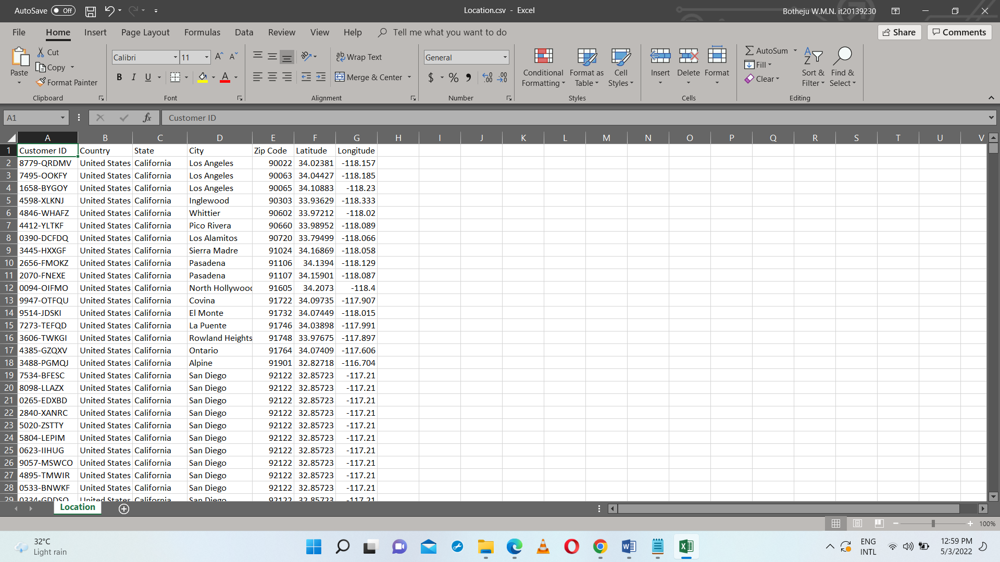 AutoSave Off Location.csv - Excel Botheju W.M.N. it20139230
File Home Insert Page Layout Formulas Data Review View Help Tell me what you want to do Share Comments
Paste Cut Copy Format Painter Clipboard
Calibri 11 B I U A Font
Wrap Text Merge & Center Alignment
General $ % , Number
Conditional Formatting Format as Table Cell Styles Styles
Insert Delete Format Cells
AutoSum Fill Clear Sort & Filter Find & Select Editing
A1 fx Customer ID
A B C D E F G H I J K L M N O P Q R S T U V
1 Customer ID Country State City Zip Code Latitude Longitude
2 8779-QRDMV United States California Los Angeles 90022 34.02381 -118.157
3 7495-OOKFY United States California Los Angeles 90063 34.04427 -118.185
4 1658-BYGOY United States California Los Angeles 90065 34.10883 -118.23
5 4598-XLKNJ United States California Inglewood 90303 33.93629 -118.333
6 4846-WHAFZ United States California Whittier 90602 33.97212 -118.02
7 4412-YLTKF United States California Pico Rivera 90660 33.98952 -118.089
8 0390-DCFDQ United States California Los Alamitos 90720 33.79499 -118.066
9 3445-HXXGF United States California Sierra Madre 91024 34.16869 -118.058
10 2656-FMOKZ United States California Pasadena 91106 34.1394 -118.129
11 2070-FNEXE United States California Pasadena 91107 34.15901 -118.087
12 0094-OIFMO United States California North Hollywood 91605 34.2073 -118.4
13 9947-OTFQU United States California Covina 91722 34.09735 -117.907
14 9514-JDSKI United States California El Monte 91732 34.07449 -118.015
15 7273-TEFQD United States California La Puente 91746 34.03898 -117.991
16 3606-TWKGI United States California Rowland Heights 91748 33.97675 -117.897
17 4385-GZQXV United States California Ontario 91764 34.07409 -117.606
18 3488-PGMQJ United States California Alpine 91901 32.82718 -116.704
19 7534-BFESC United States California San Diego 92122 32.85723 -117.21
20 8098-LLAZX United States California San Diego 92122 32.85723 -117.21
21 0265-EDXBD United States California San Diego 92122 32.85723 -117.21
22 2840-XANRC United States California San Diego 92122 32.85723 -117.21
23 5020-ZSTTY United States California San Diego 92122 32.85723 -117.21
24 5804-LEPIM United States California San Diego 92122 32.85723 -117.21
25 0623-IIHUG United States California San Diego 92122 32.85723 -117.21
26 9057-MSWCO United States California San Diego 92122 32.85723 -117.21
27 4895-TMWIR United States California San Diego 92122 32.85723 -117.21
28 0533-BNWKF United States California San Diego 92122 32.85723 -117.21
29 0334-GDDSO United States California San Diego 92122 32.85723 -117.21
Location
100%
32°C
Light rain
ENG
INTL
12:59 PM
5/3/2022